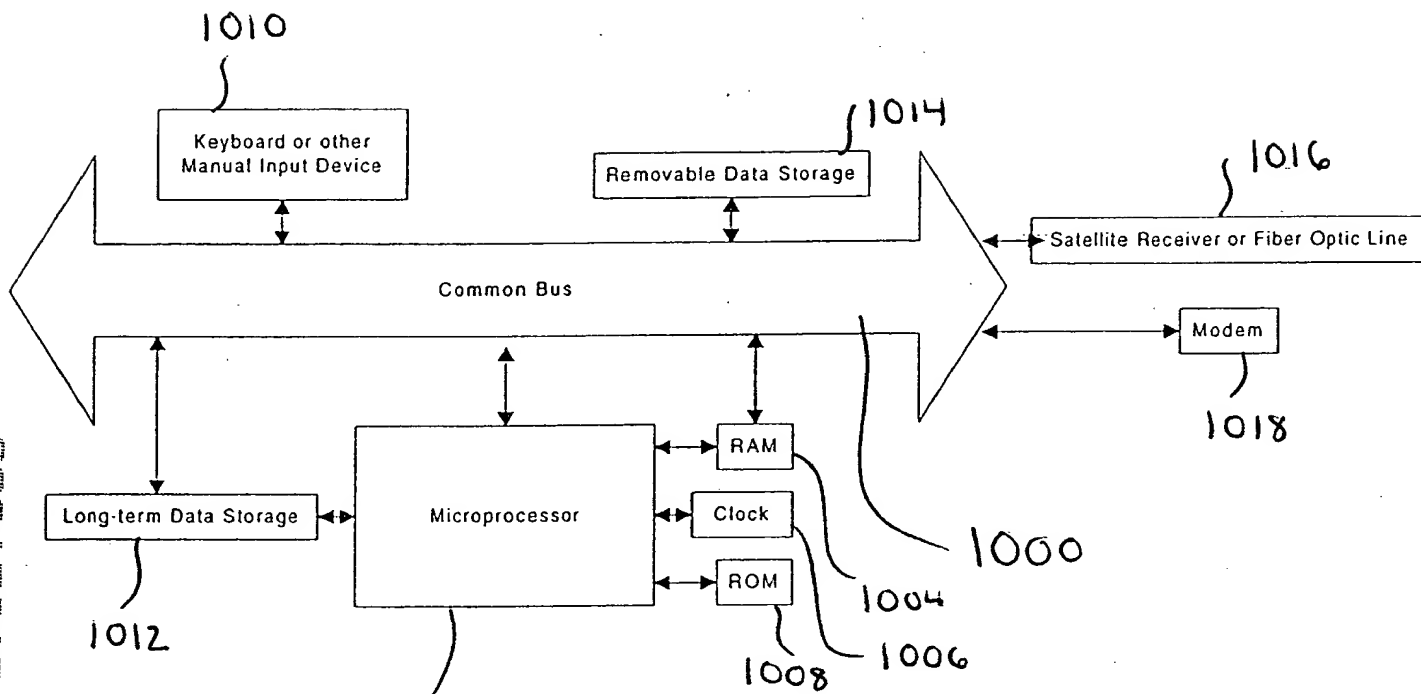 1010
1014
Keyboard or other
Manual Input Device
Removable Data Storage
1016
Satellite Receiver or Fiber Optic Line
Common Bus
Modem
1018
RAM
Long-term Data Storage
Microprocessor
Clock
1000
ROM
1004
1012
1006
1008